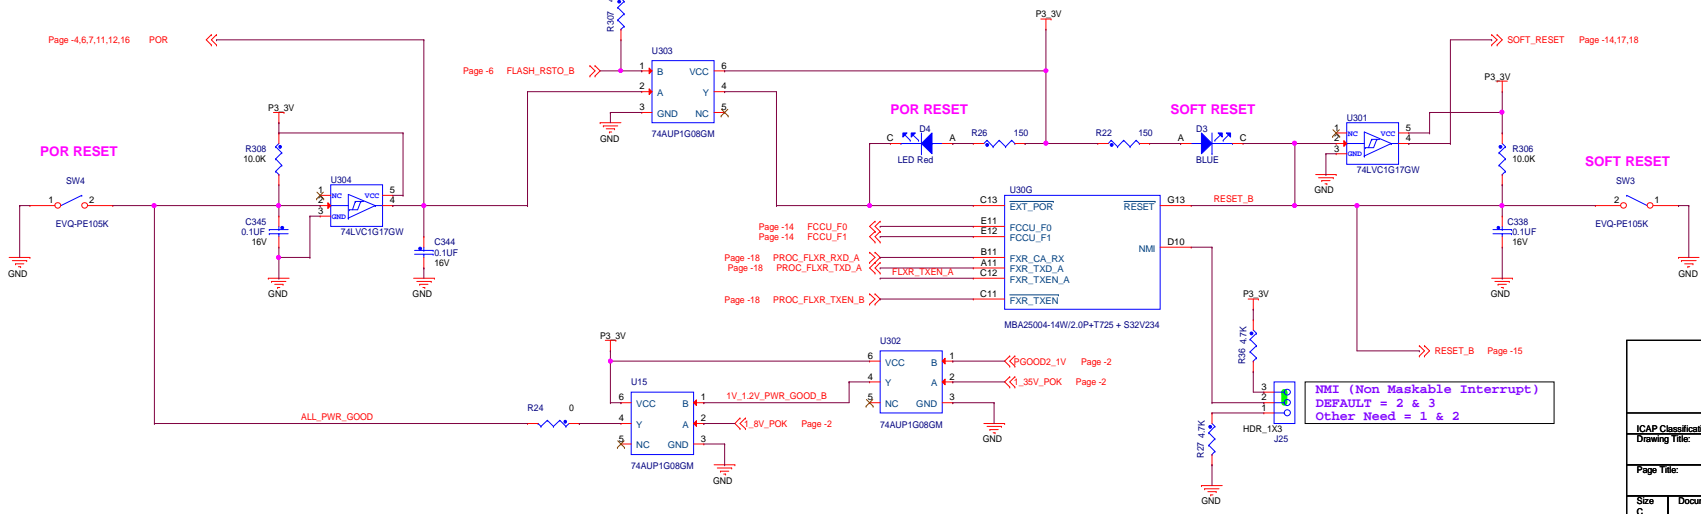 R307
P3_3V
Page -4,6,7,11,12,16 POR
SOFT_RESET Page -14,17,18
U303
Page -6 FLASH_RSTO_B
1 B VCC 6
2 A Y 4
3 GND NC 5
74AUP1G08GM
GND
P3_3V
P3_3V
POR RESET
SOFT RESET
U301
1 NC VCC 5
2 4
3 GND
74LVC1G17GW
GND
C D4 A R26 150 R22 150 A D3 C
LED Red
BLUE
R306
10.0K
SOFT RESET
POR RESET
R308
10.0K
SW4
1 2
EVQ-PE105K
GND
U304
1 NC VCC 5
2 4
3 GND
74LVC1G17GW
C345
0.1UF
16V
GND
C344
0.1UF
16V
GND
U30G
C13 EXT_POR RESET G13 RESET_B
Page -14 FCCU_F0 E11 FCCU_F0
Page -14 FCCU_F1 E12 FCCU_F1
NMI D10
Page -18 PROC_FLXR_RXD_A B11 FXR_CA_RX
Page -18 PROC_FLXR_TXD_A A11 FXR_TXD_A
FLXR_TXEN_A C12 FXR_TXEN_A
Page -18 PROC_FLXR_TXEN_B C11 FXR_TXEN
MBA25004-14W/2.0P+T725 + S32V234
SW3
2 1
EVQ-PE105K
C338
0.1UF
16V
GND
GND
P3_3V
R36 4.7K
RESET_B Page -15
P3_3V
U302
6 VCC B 1 PGOOD2_1V Page -2
4 Y A 2 1_35V_POK Page -2
5 NC GND 3
74AUP1G08GM
GND
U15
6 VCC B 1 1V_1.2V_PWR_GOOD_B
4 Y A 2 1_8V_POK Page -2
5 NC GND 3
74AUP1G08GM
GND
ALL_PWR_GOOD R24 0
3
2
1
HDR_1X3
J25
R27 4.7K
GND
NMI (Non Maskable Interrupt)
DEFAULT = 2 & 3
Other Need = 1 & 2
Drawing Title:
Page Title:
Size
C